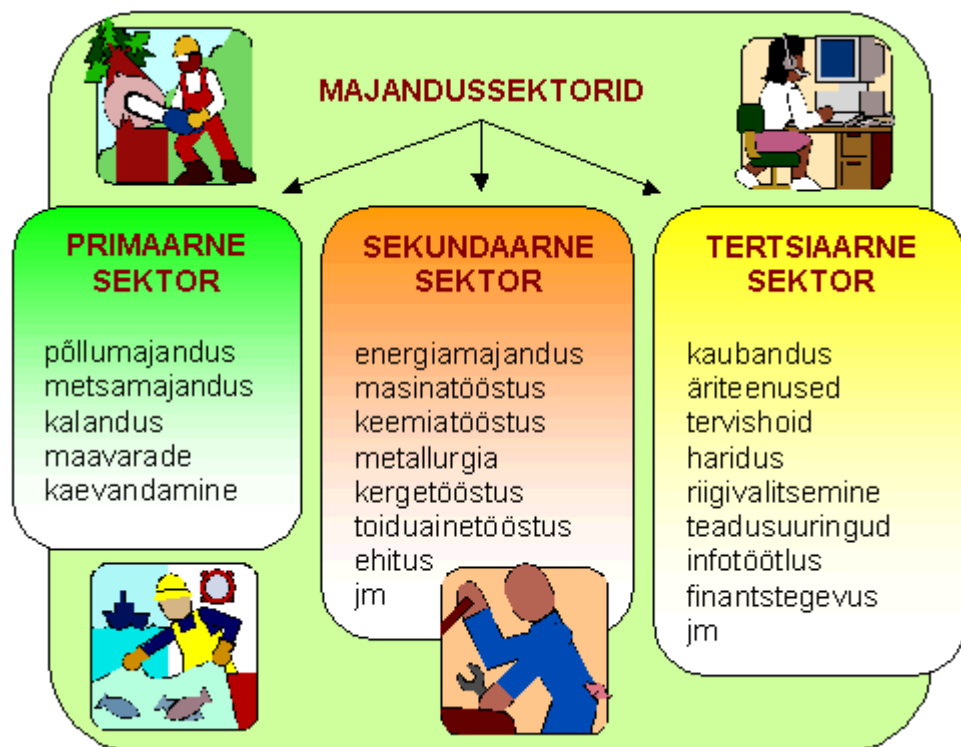 MAJANDUSSEKTORID
PRIMAARNE
SEKTOR
põllumajandus
metsamajandus
kalandus
maavarade
kaevandamine
SEKUNDAARNE
SEKTOR
energiamajandus
masinatööstus
keemiatööstus
metallurgia
kergetööstus
toiduainetööstus
ehitus
jm
TERTSIAARNE
SEKTOR
kaubandus
äriteenused
tervishoid
haridus
riigivalitsemine
teadusuuringud
infotöötlus
finantstegevus
jm